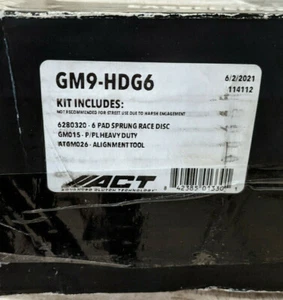 GM9-HDG6
6/2/2021
114112
KIT INCLUDES:
NOT RECOMMENDED FOR STREET USE DUE TO HARSH ENGAGEMENT
6280320 - 6 PAD SPRUNG RACE DISC
GM015 - P/PL HEAVY DUTY
ATGM026 - ALIGNMENT TOOL
ACT
ADVANCED CLUTCH TECHNOLOGY